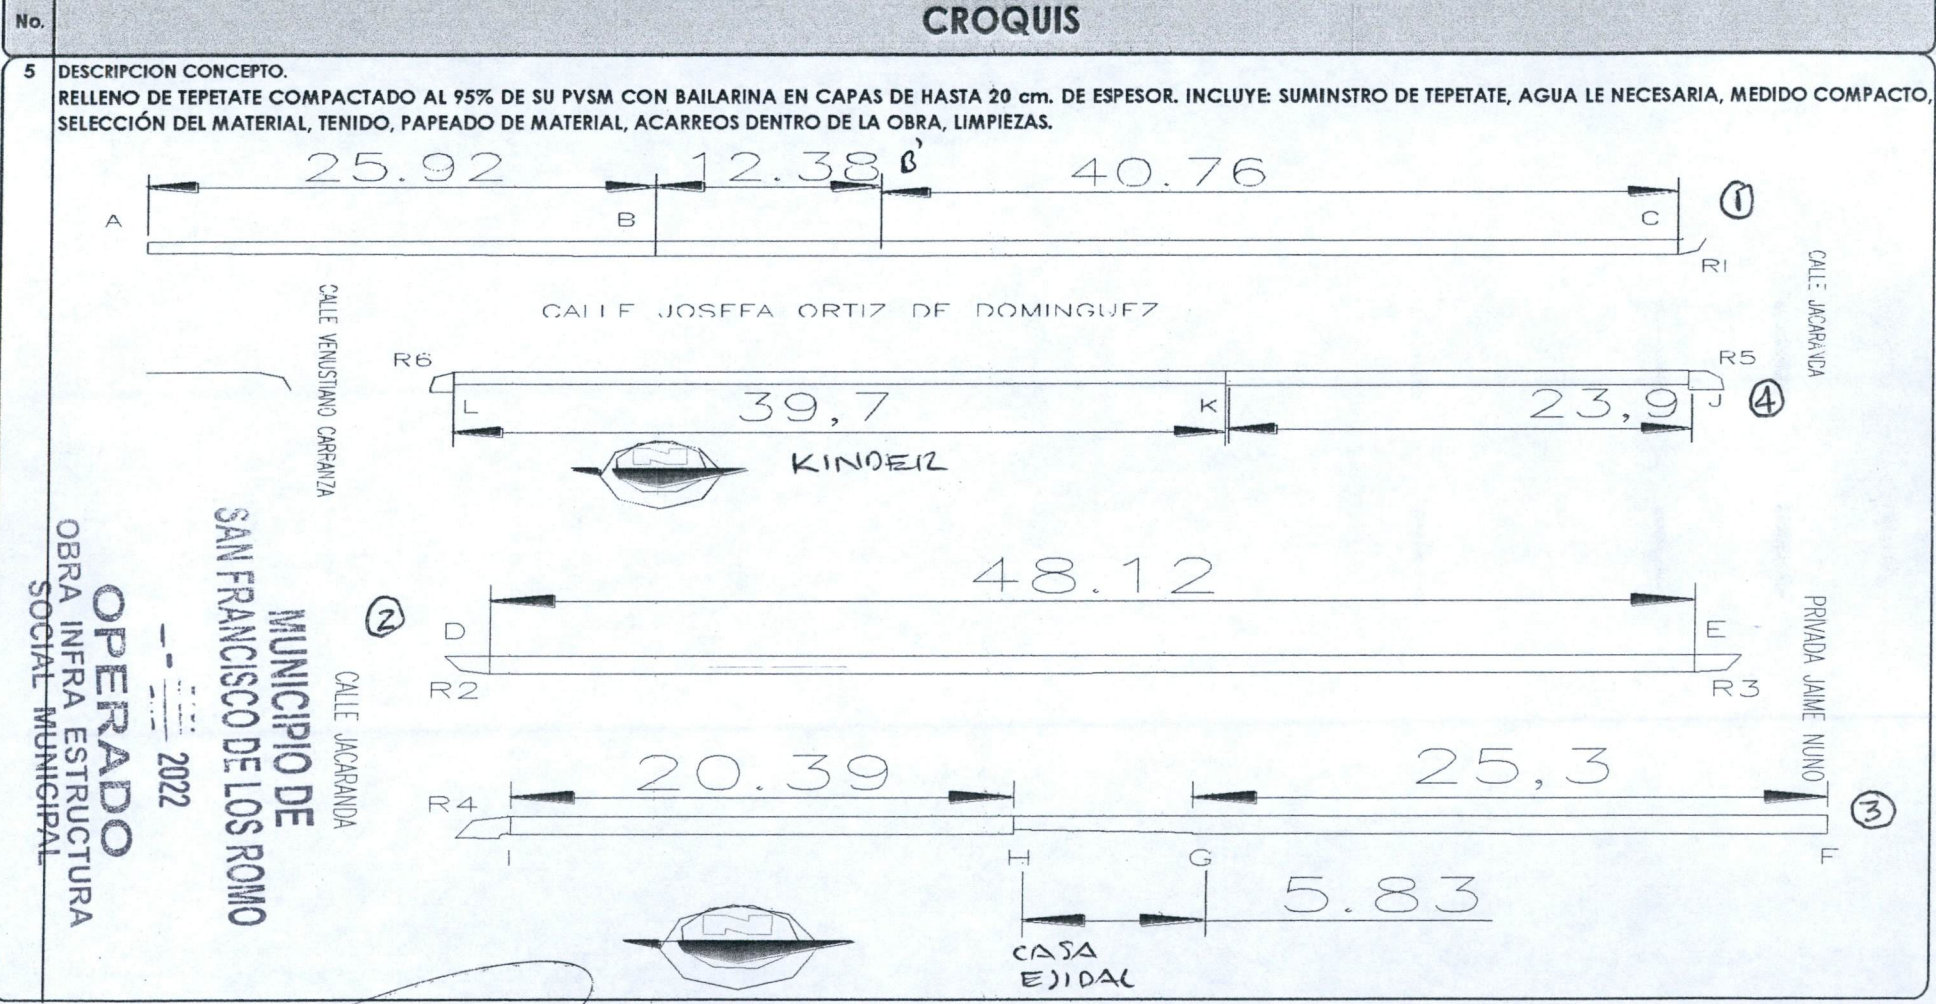 No.
CROQUIS
5 DESCRIPCION CONCEPTO.
RELLENO DE TEPETATE COMPACTADO AL 95% DE SU PVSM CON BAILARINA EN CAPAS DE HASTA 20 cm. DE ESPESOR. INCLUYE: SUMINSTRO DE TEPETATE, AGUA LE NECESARIA, MEDIDO COMPACTO,
SELECCIÓN DEL MATERIAL, TENIDO, PAPEADO DE MATERIAL, ACARREOS DENTRO DE LA OBRA, LIMPIEZAS.
25.92 12.38 B' 40.76
A B C 1
R1
CALLE JOSEFA ORTIZ DE DOMINGUEZ
CALLE VENUSTIANO CARRANZA
CALLE JACARANDA
R6 R5
L 39,7 K 23,9 J 4
KINDER
48.12
2 D E
R2 R3
CALLE JACARANDA
PRIVADA JAIME NUNO
20.39 25,3
R4 3
I H G F
5.83
CASA
EJIDAL
MUNICIPIO DE
SAN FRANCISCO DE LOS ROMO
2022
OPERADO
OBRA INFRA ESTRUCTURA
SOCIAL MUNICIPAL